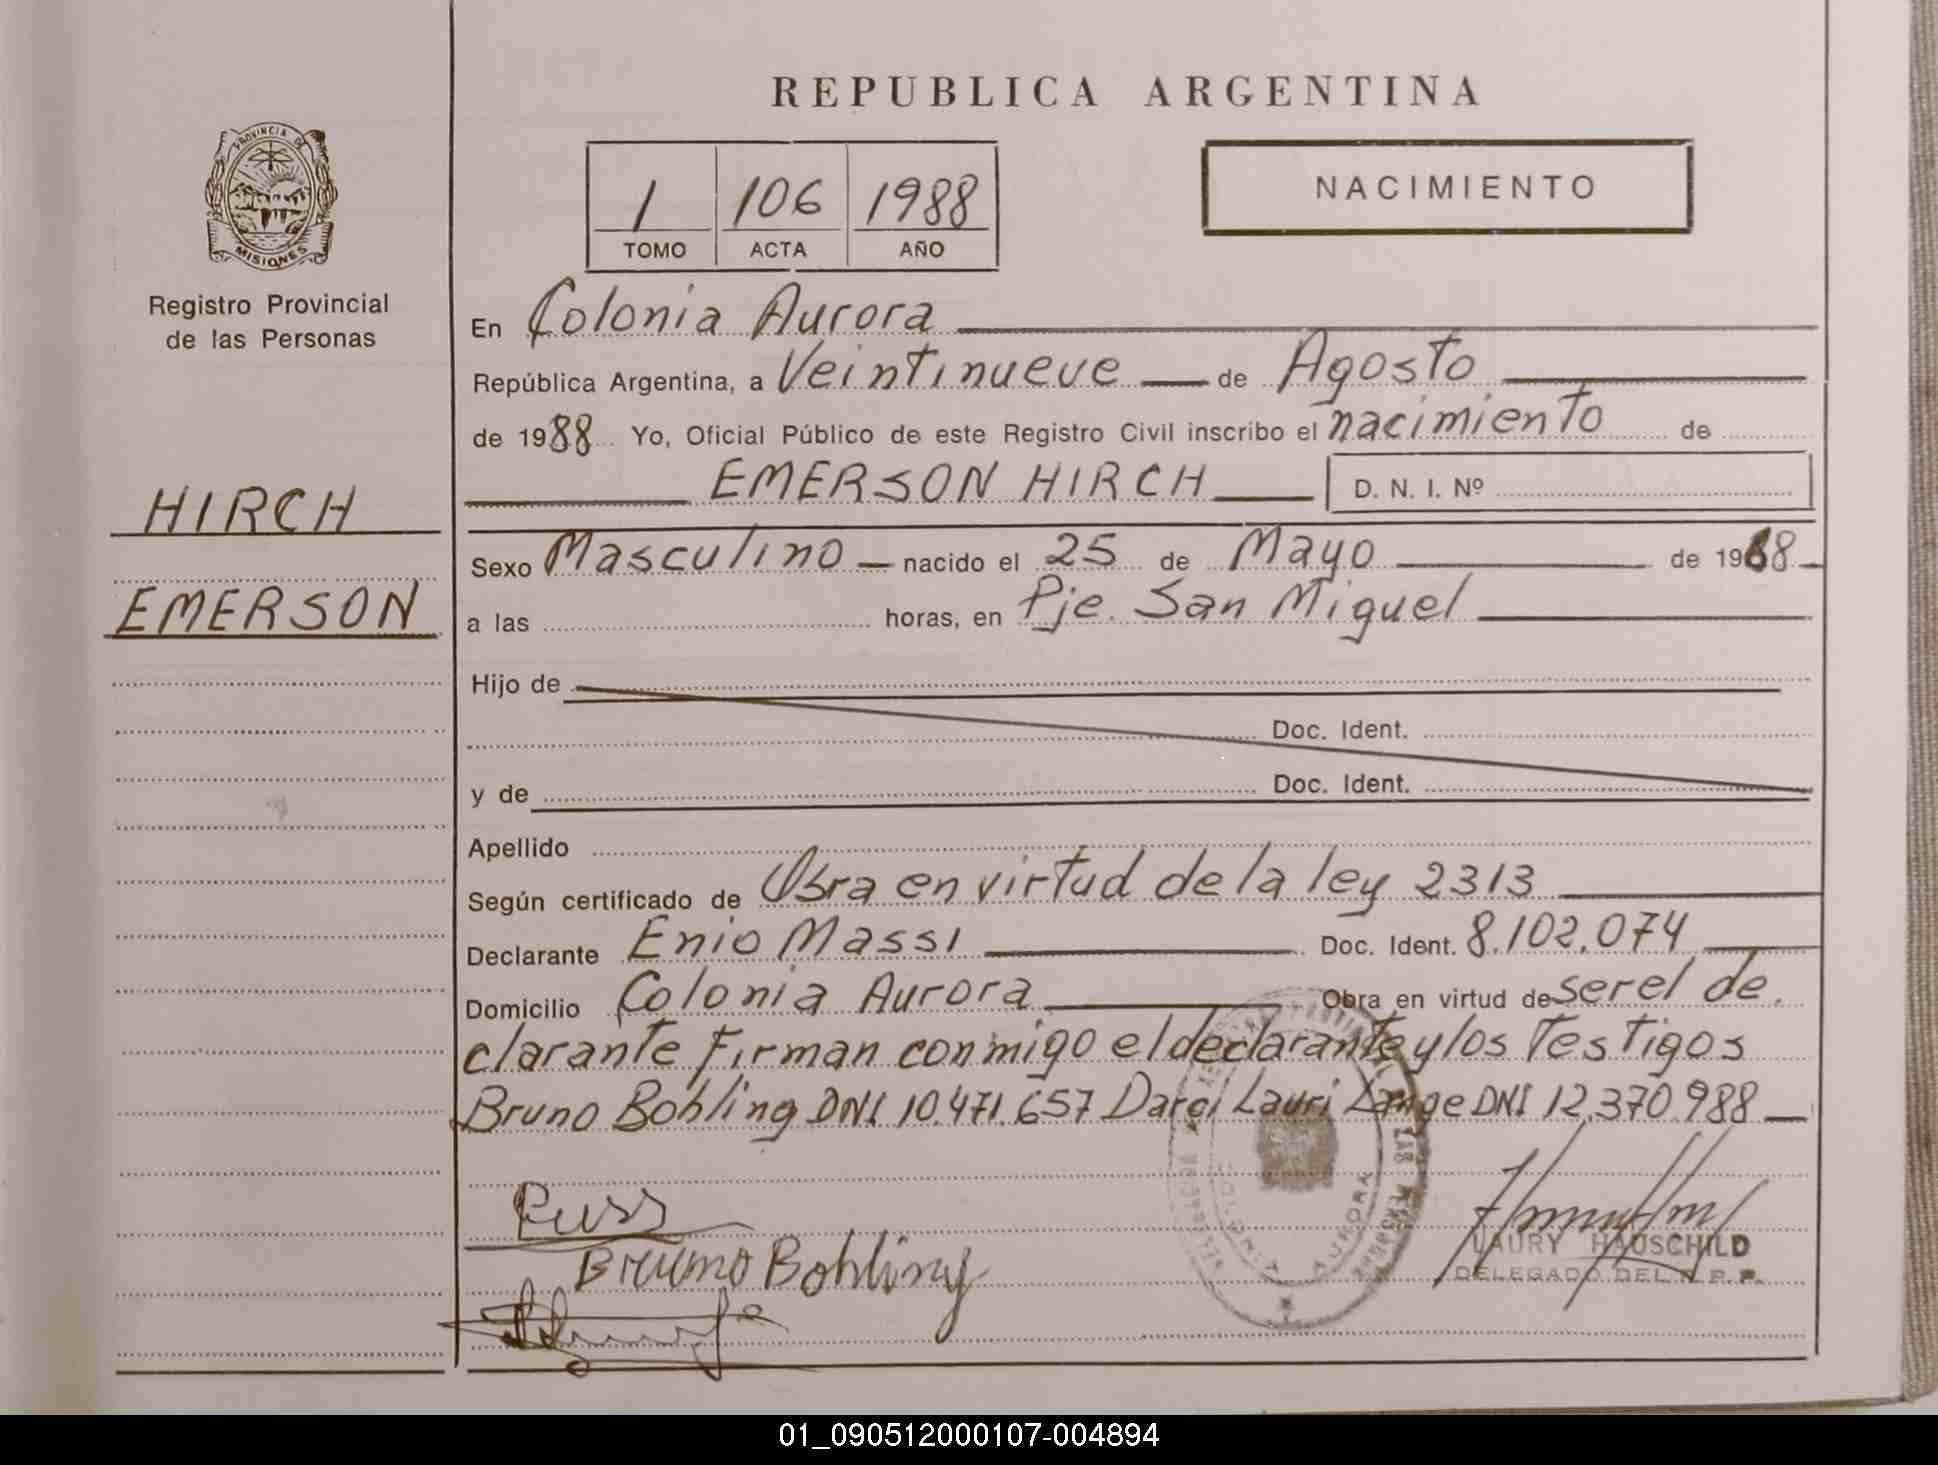 REPUBLICA ARGENTINA
PROVINCIA DE
MISIONES
1 106 1988
TOMO ACTA AÑO
NACIMIENTO
Registro Provincial
de las Personas
HIRCH
EMERSON
En Colonia Aurora
República Argentina, a Veintinueve de Agosto
de 1988 Yo, Oficial Público de este Registro Civil inscribo el nacimiento de
EMERSON HIRCH D. N. I. Nº
Sexo Masculino nacido el 25 de Mayo de 1968
a las horas, en Pje. San Miguel
Hijo de
Doc. Ident.
y de Doc. Ident.
Apellido
Según certificado de Obra en virtud de la ley 2313
Declarante Enio Massi Doc. Ident. 8.102.074
Domicilio Colonia Aurora Obra en virtud de ser el de.
clarante Firman conmigo el declarante y los Testigos
Bruno Bohling DNI 10.471.657 Darci Lauri Lange DNI 12.370.988
Bruno Bohling
AURORA
LAURY HAUSCHILD
DELEGADO DEL R. P. P.
01_090512000107-004894